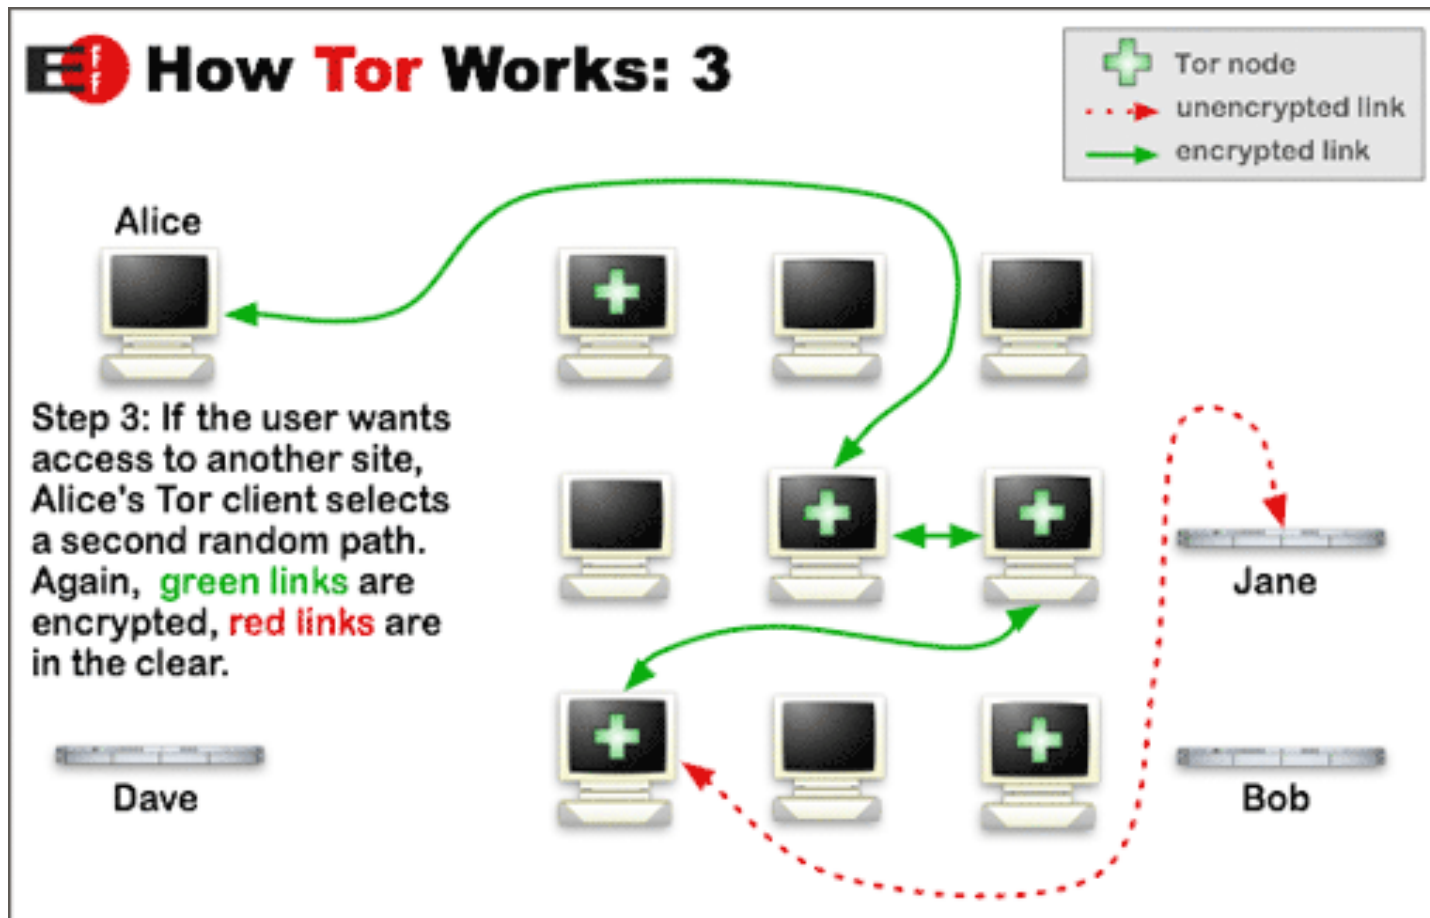 EFF How Tor Works: 3
Tor node
unencrypted link
encrypted link
Alice
Step 3: If the user wants
access to another site,
Alice's Tor client selects
a second random path.
Again, green links are
encrypted, red links are
in the clear.
Jane
Dave
Bob